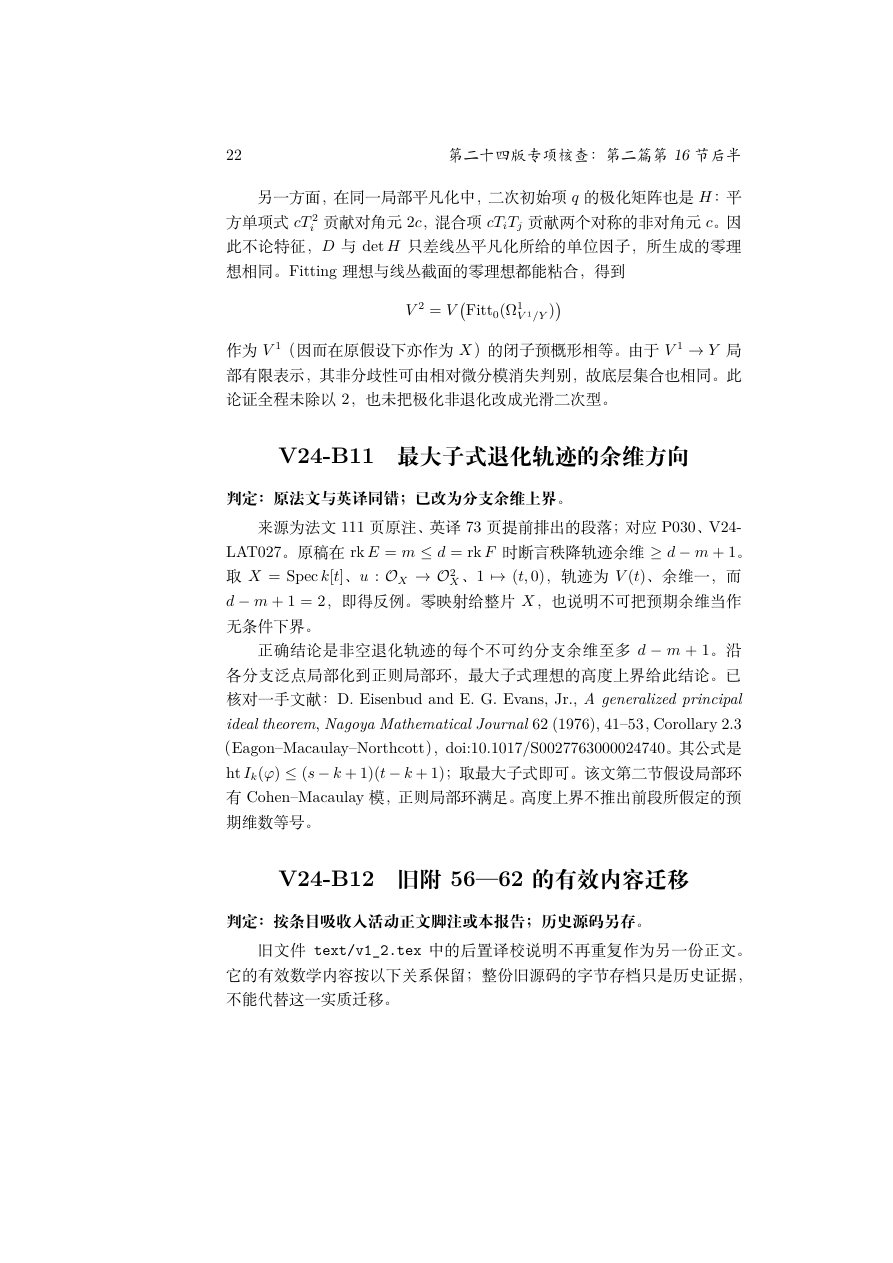 22 第二十四版专项核查：第二篇第 16 节后半
另一方面，在同一局部平凡化中，二次初始项 q 的极化矩阵也是 H：平
方单项式 cT_i^2 贡献对角元 2c，混合项 cT_iT_j 贡献两个对称的非对角元 c。因
此不论特征，D 与 det H 只差线丛平凡化所给的单位因子，所生成的零理
想相同。Fitting 理想与线丛截面的零理想都能粘合，得到
V^2 = V(Fitt_0(Ω^1_{V^1/Y}))
作为 V^1（因而在原假设下亦作为 X）的闭子预概形相等。由于 V^1 → Y 局
部有限表示，其非分歧性可由相对微分模消失判别，故底层集合也相同。此
论证全程未除以 2，也未把极化非退化改成光滑二次型。
V24-B11 最大子式退化轨迹的余维方向
判定：原法文与英译同错；已改为分支余维上界。
来源为法文 111 页原注、英译 73 页提前排出的段落；对应 P030、V24-
LAT027。原稿在 rk E = m ≤ d = rk F 时断言秩降轨迹余维 ≥ d − m + 1。
取 X = Spec k[t]、u : O_X → O_X^2、1 ↦ (t, 0)，轨迹为 V(t)、余维一，而
d − m + 1 = 2，即得反例。零映射给整片 X，也说明不可把预期余维当作
无条件下界。
正确结论是非空退化轨迹的每个不可约分支余维至多 d − m + 1。沿
各分支泛点局部化到正则局部环，最大子式理想的高度上界给此结论。已
核对一手文献：D. Eisenbud and E. G. Evans, Jr., A generalized principal
ideal theorem, Nagoya Mathematical Journal 62 (1976), 41–53, Corollary 2.3
(Eagon–Macaulay–Northcott)，doi:10.1017/S0027763000024740。其公式是
ht I_k(φ) ≤ (s − k + 1)(t − k + 1)；取最大子式即可。该文第二节假设局部环
有 Cohen–Macaulay 模，正则局部环满足。高度上界不推出前段所假定的预
期维数等号。
V24-B12 旧附 56—62 的有效内容迁移
判定：按条目吸收入活动正文脚注或本报告；历史源码另存。
旧文件 text/v1_2.tex 中的后置译校说明不再重复作为另一份正文。
它的有效数学内容按以下关系保留；整份旧源码的字节存档只是历史证据，
不能代替这一实质迁移。